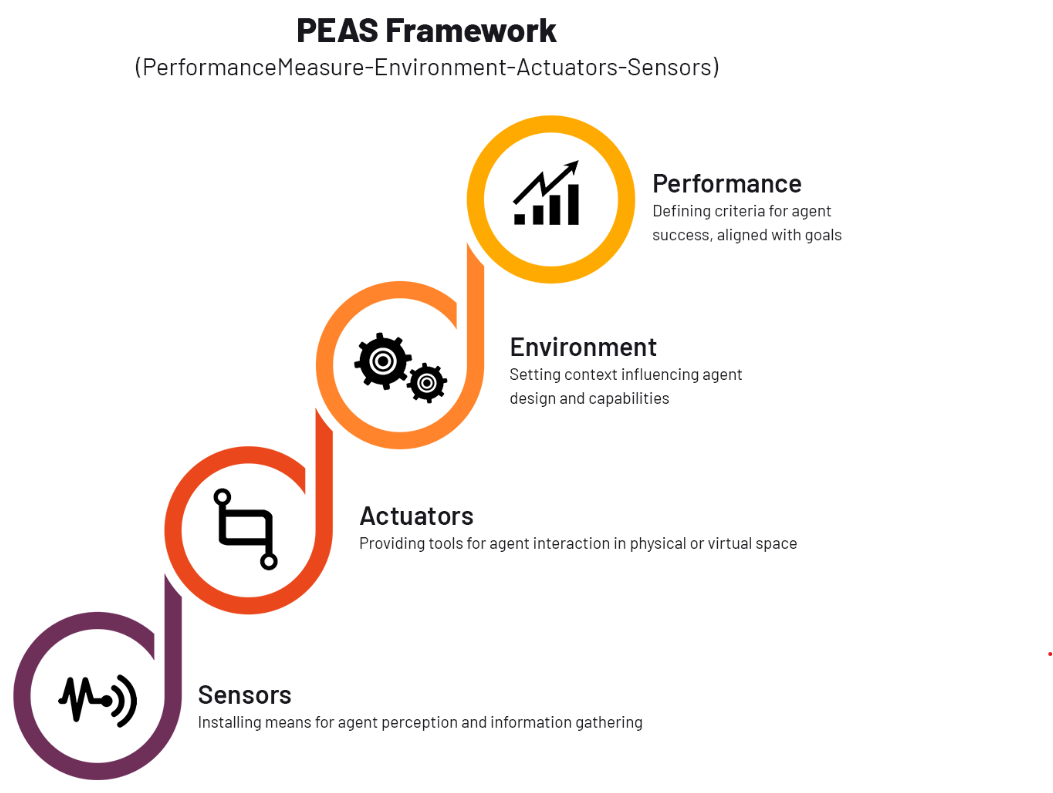 PEAS Framework
(PerformanceMeasure-Environment-Actuators-Sensors)
Performance
Defining criteria for agent
success, aligned with goals
Environment
Setting context influencing agent
design and capabilities
Actuators
Providing tools for agent interaction in physical or virtual space
Sensors
Installing means for agent perception and information gathering